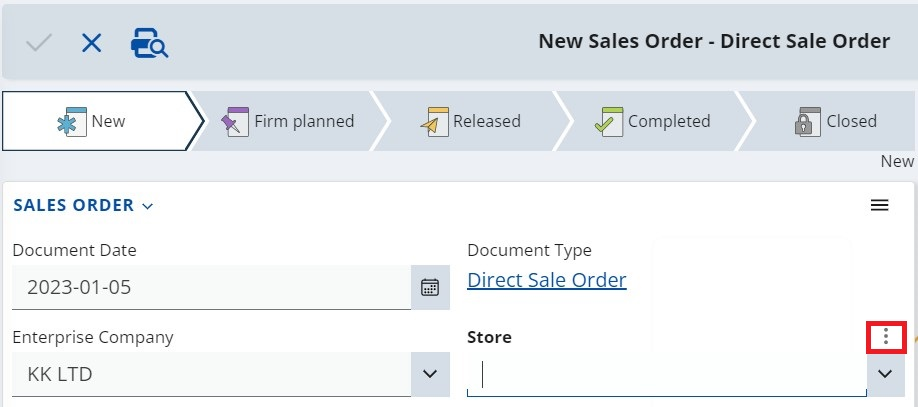 New Sales Order - Direct Sale Order
New
Firm planned
Released
Completed
Closed
New
SALES ORDER
Document Date
Document Type
2023-01-05
Direct Sale Order
Enterprise Company
Store
KK LTD